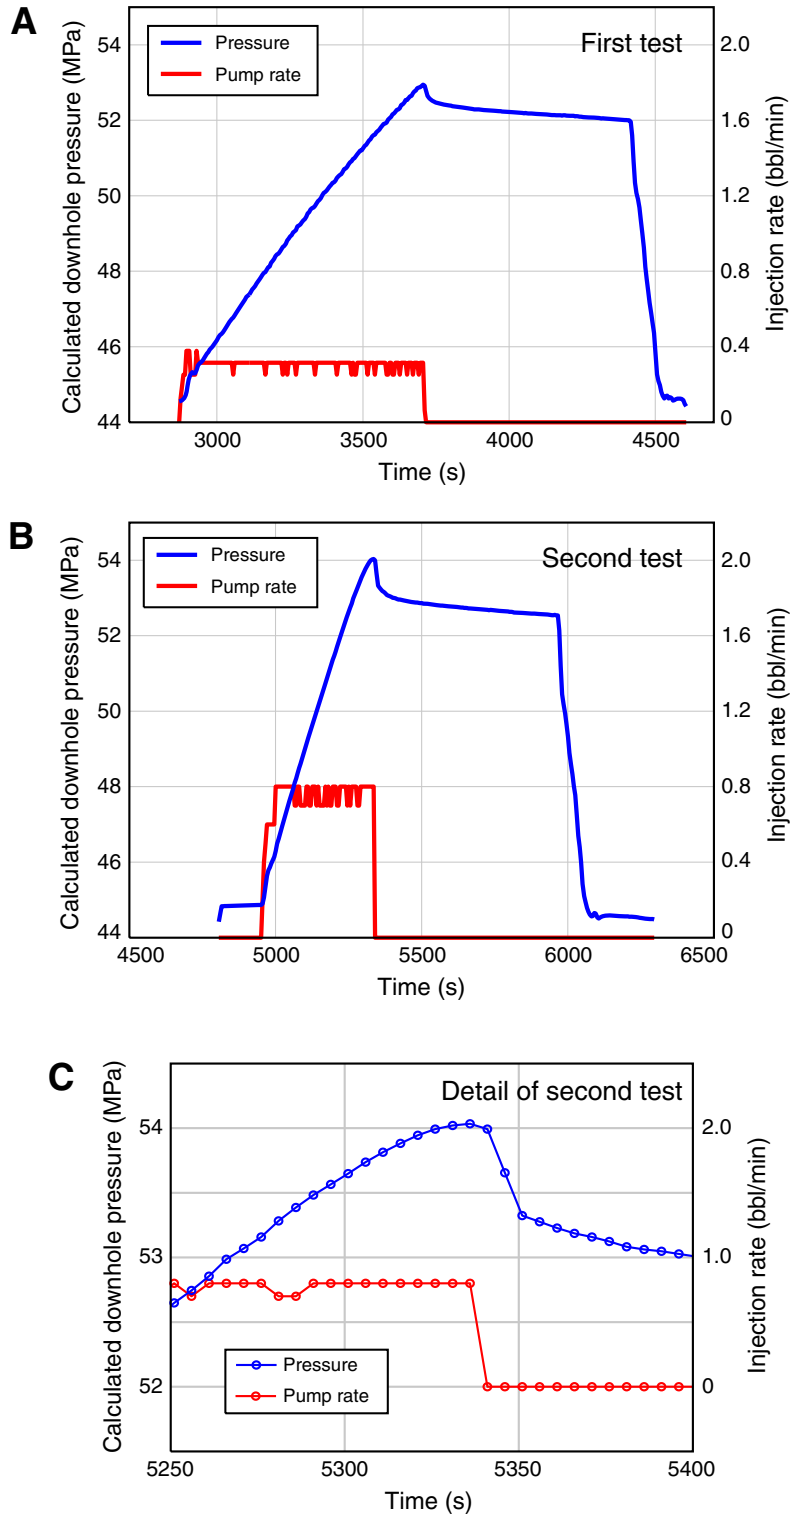 A
First test
Pressure
Pump rate
Calculated downhole pressure (MPa)
54
52
50
48
46
44
2.0
1.6
1.2
0.8
0.4
0
Injection rate (bbl/min)
3000 3500 4000 4500
Time (s)
B
Second test
Pressure
Pump rate
Calculated downhole pressure (MPa)
54
52
50
48
46
44
2.0
1.6
1.2
0.8
0.4
0
Injection rate (bbl/min)
4500 5000 5500 6000 6500
Time (s)
C
Detail of second test
Calculated downhole pressure (MPa)
54
53
52
2.0
1.0
0
Injection rate (bbl/min)
Pressure
Pump rate
5250 5300 5350 5400
Time (s)